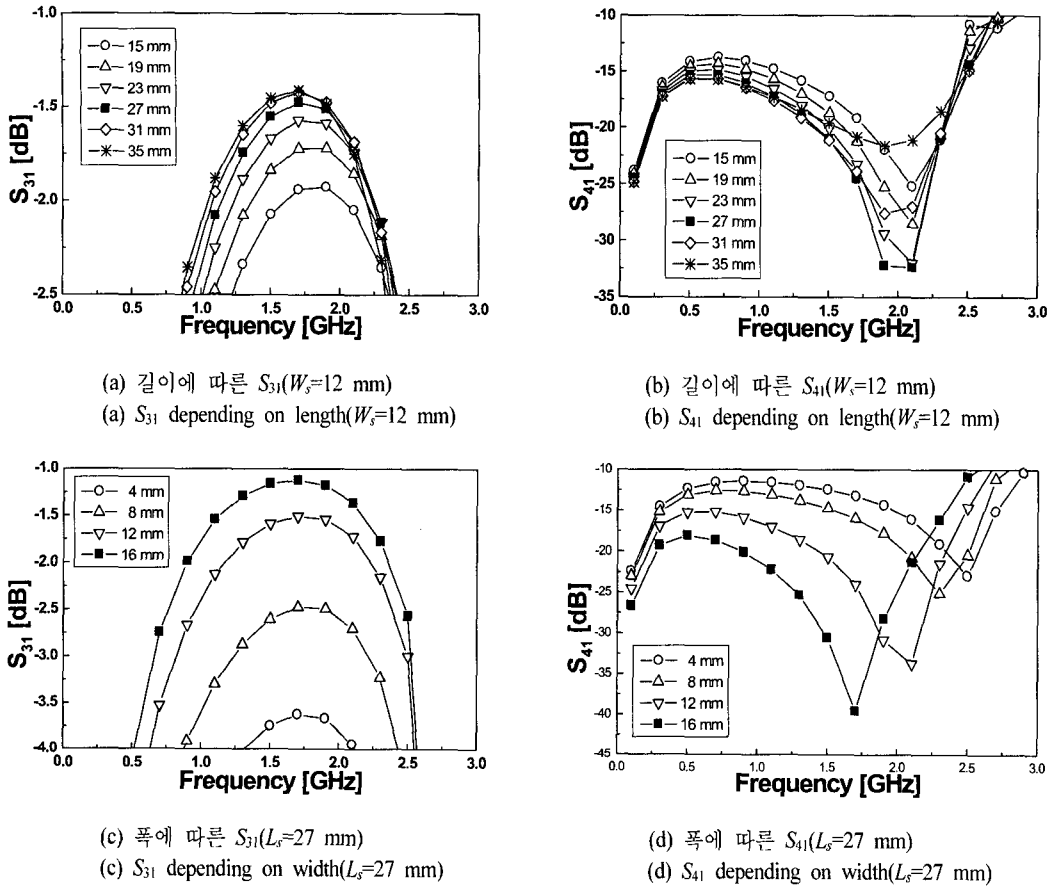 -1.0
-1.5
-2.0
-2.5
S31 [dB]
15 mm
19 mm
23 mm
27 mm
31 mm
35 mm
0.0 0.5 1.0 1.5 2.0 2.5 3.0
Frequency [GHz]
-10
-15
-20
-25
-30
-35
S41 [dB]
15 mm
19 mm
23 mm
27 mm
31 mm
35 mm
0.0 0.5 1.0 1.5 2.0 2.5 3.0
Frequency [GHz]
(a) 길이에 따른 S31(Ws=12 mm)
(a) S31 depending on length(Ws=12 mm)
(b) 길이에 따른 S41(Ws=12 mm)
(b) S41 depending on length(Ws=12 mm)
-1.0
-1.5
-2.0
-2.5
-3.0
-3.5
-4.0
S31 [dB]
4 mm
8 mm
12 mm
16 mm
0.0 0.5 1.0 1.5 2.0 2.5 3.0
Frequency [GHz]
-10
-15
-20
-25
-30
-35
-40
-45
S41 [dB]
4 mm
8 mm
12 mm
16 mm
0.0 0.5 1.0 1.5 2.0 2.5 3.0
Frequency [GHz]
(c) 폭에 따른 S31(Ls=27 mm)
(c) S31 depending on width(Ls=27 mm)
(d) 폭에 따른 S41(Ls=27 mm)
(d) S41 depending on width(Ls=27 mm)